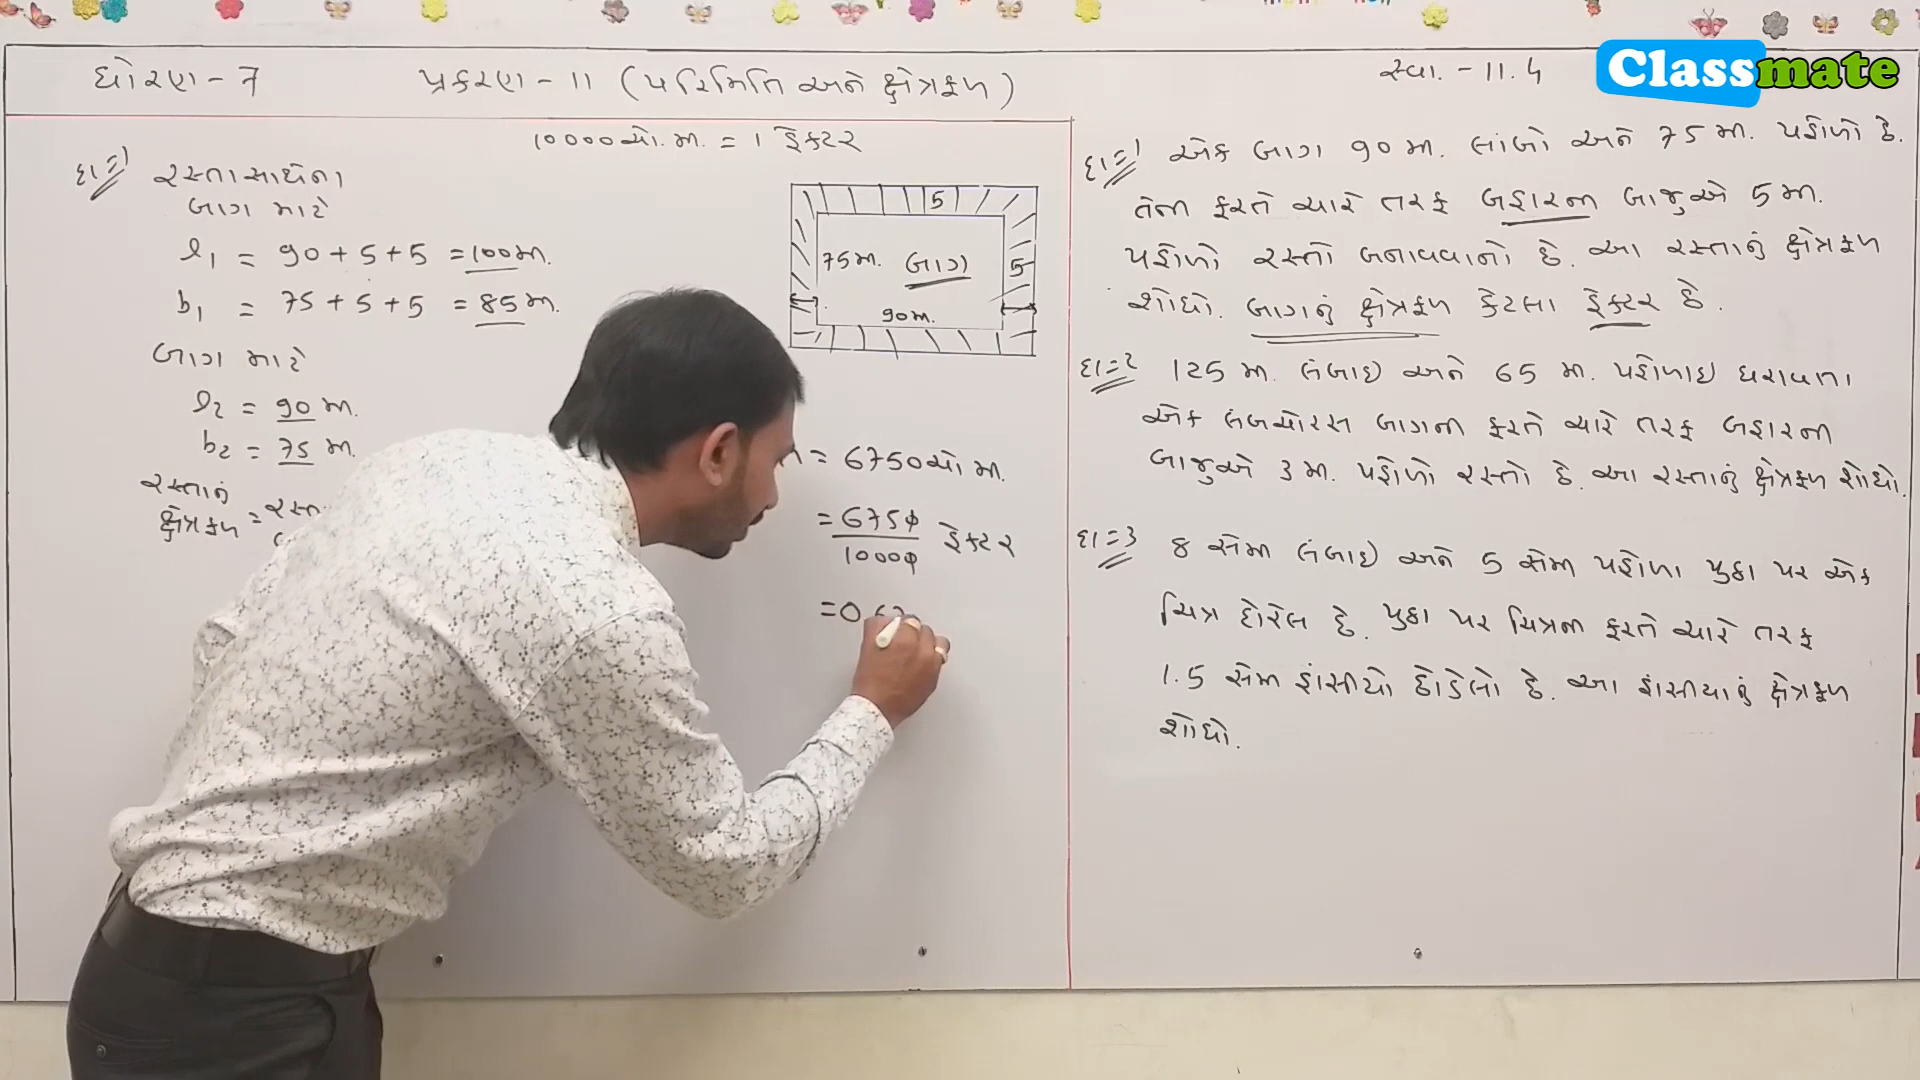 ધોરણ - 7 પ્રકરણ - 11 (પરિમિતિ અને ક્ષેત્રફળ) સ્વા. - 11.4
Classmate
10000 ચો.મી. = 1 હેક્ટર
દા=1 રસ્તા સાથેના
બાગ માટે
l₁ = 90 + 5 + 5 = 100 મી.
b₁ = 75 + 5 + 5 = 85 મી.
બાગ માટે
l₂ = 90 મી.
b₂ = 75 મી.
રસ્તાનું
ક્ષેત્રફળ =
5
75 મી. બાગ 5
90 મી.
= 6750 ચો મી.
= 6750
10000 હેક્ટર
= 0.67
દા=1 એક બાગ 90 મી. લાંબો અને 75 મી. પહોળો છે.
તેની ફરતે ચારે તરફ બહારની બાજુએ 5 મી.
પહોળો રસ્તો બનાવવાનો છે. આ રસ્તાનું ક્ષેત્રફળ
શોધો. બાગનું ક્ષેત્રફળ કેટલા હેક્ટર છે.
દા=2 125 મી. લંબાઇ અને 65 મી. પહોળાઇ ધરાવતા
એક લંબચોરસ બાગની ફરતે ચારે તરફ બહારની
બાજુએ 3 મી. પહોળો રસ્તો છે. આ રસ્તાનું ક્ષેત્રફળ શોધો.
દા=3 8 સેમી લંબાઇ અને 5 સેમી પહોળા પુઠા પર એક
ચિત્ર દોરેલ છે. પુઠા પર ચિત્રની ફરતે ચારે તરફ
1.5 સેમી હાંસીયો છોડેલો છે. આ હાંસીયાનું ક્ષેત્રફળ
શોધો.